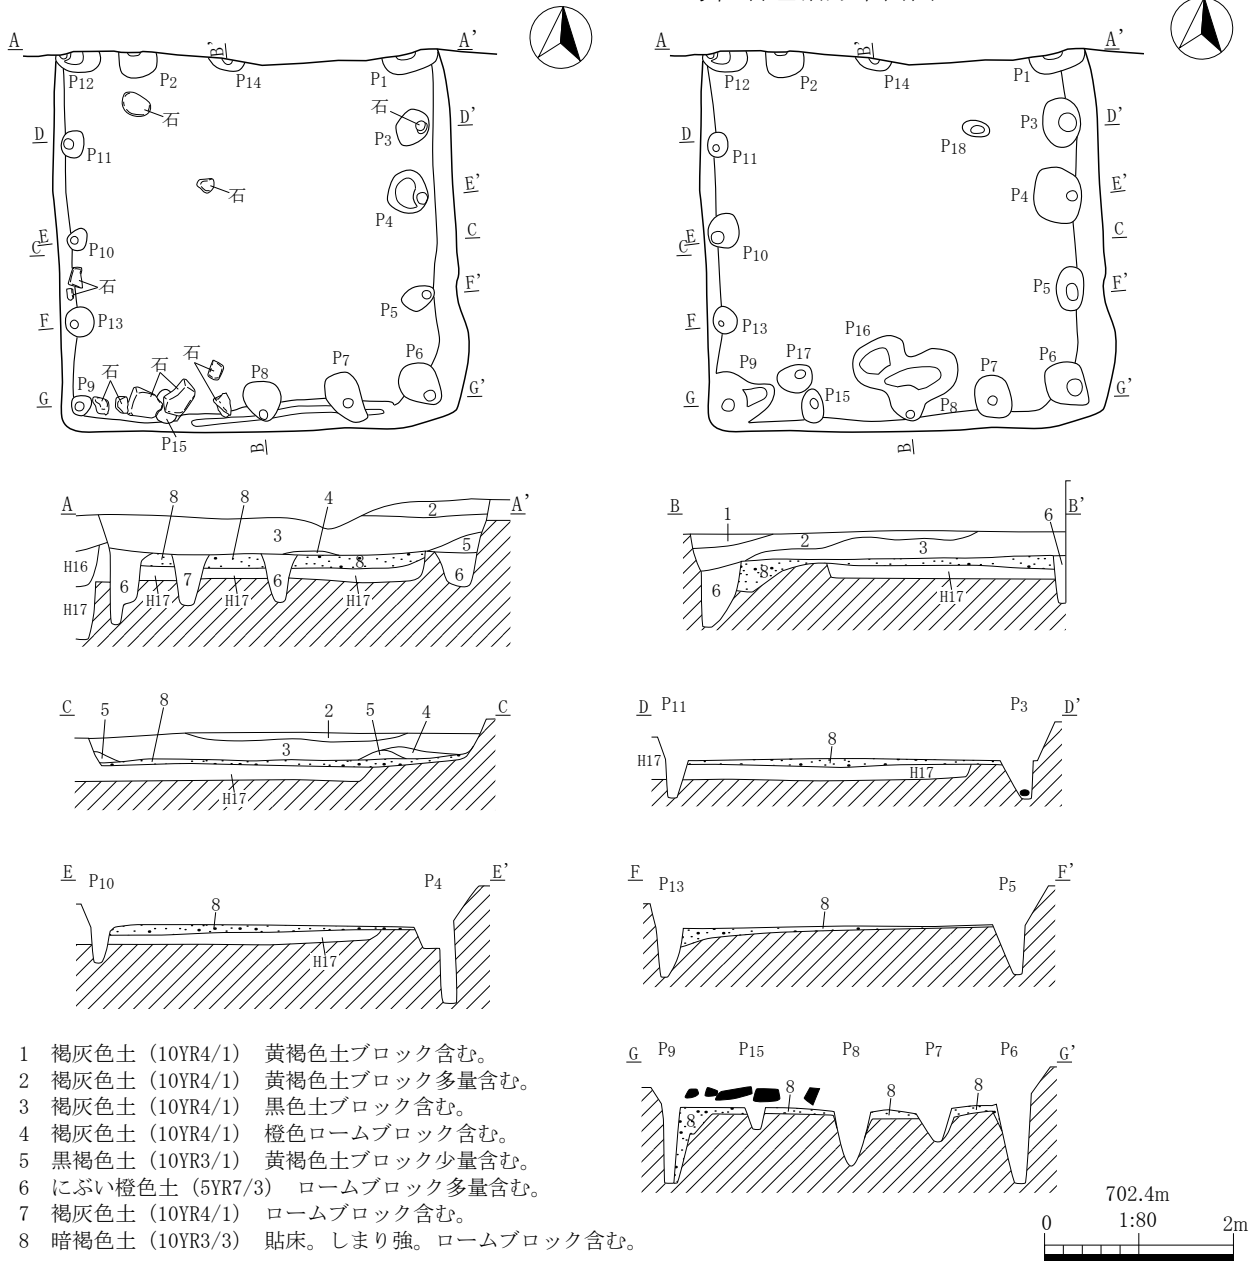 A A' A A'
P12 P2 B' P14 P1 P12 P2 B' P14 P1
石 石 P3 D' P3 D'
D P11 D P11 P18
石 P4 E' P4 E'
E C P10 C E C P10 C
石 P5 F' P5 F'
F P13 F P13 P16
石 石 石 P8 P7 P6 P17 P9 P7 P6
G P9 G' G P15 P8 G'
P15 B B
A 8 8 4 2 A' B 1 2 3 6 B'
3 5 8
H16 6 7 6 8 6 6
H17 H17 H17 H17 H17
C 5 8 2 5 4 C D P11 P3 D'
3 8
H17 H17 H17
E P10 P4 E' F P13 P5 F'
8 8
H17
G P9 P15 P8 P7 P6 G'
8 8 8 8
1 褐灰色土（10YR4/1） 黄褐色土ブロック含む。
2 褐灰色土（10YR4/1） 黄褐色土ブロック多量含む。
3 褐灰色土（10YR4/1） 黒色土ブロック含む。
4 褐灰色土（10YR4/1） 橙色ロームブロック含む。
5 黒褐色土（10YR3/1） 黄褐色土ブロック少量含む。
6 にぶい橙色土（5YR7/3） ロームブロック多量含む。
7 褐灰色土（10YR4/1） ロームブロック含む。
8 暗褐色土（10YR3/3） 貼床。しまり強。ロームブロック含む。
702.4m
0 1:80 2m